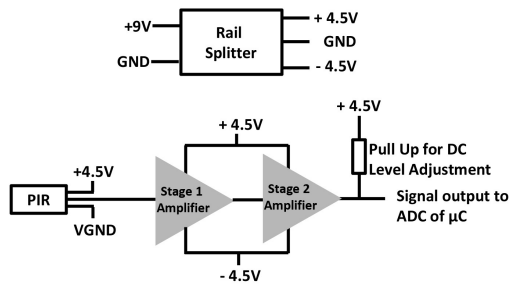 +9V
GND
Rail
Splitter
+ 4.5V
GND
- 4.5V
+ 4.5V
+ 4.5V
Pull Up for DC
Level Adjustment
PIR
+4.5V
VGND
Stage 1
Amplifier
Stage 2
Amplifier
Signal output to
ADC of µC
- 4.5V